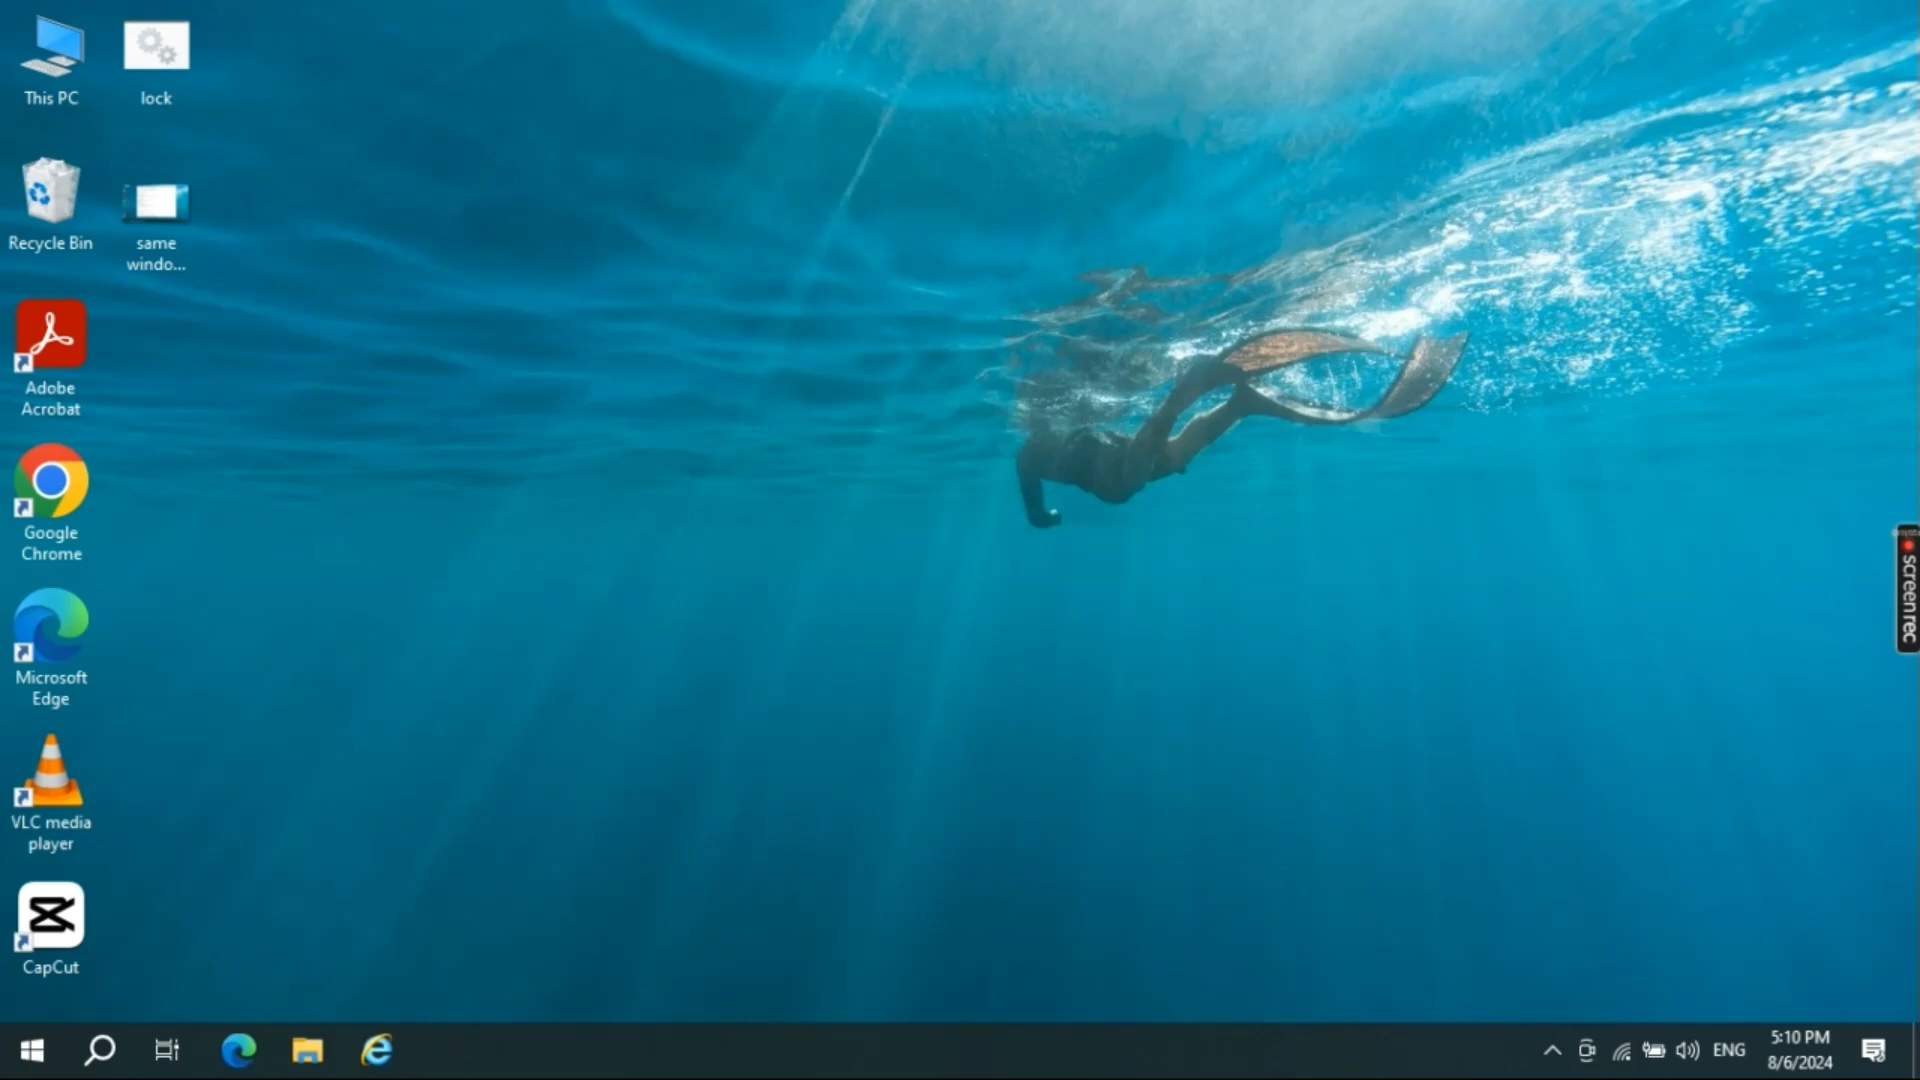 This PC
lock
Recycle Bin
same
windo...
Adobe
Acrobat
Google
Chrome
Microsoft
Edge
VLC media
player
CapCut
screenrec
ENG
5:10 PM
8/6/2024